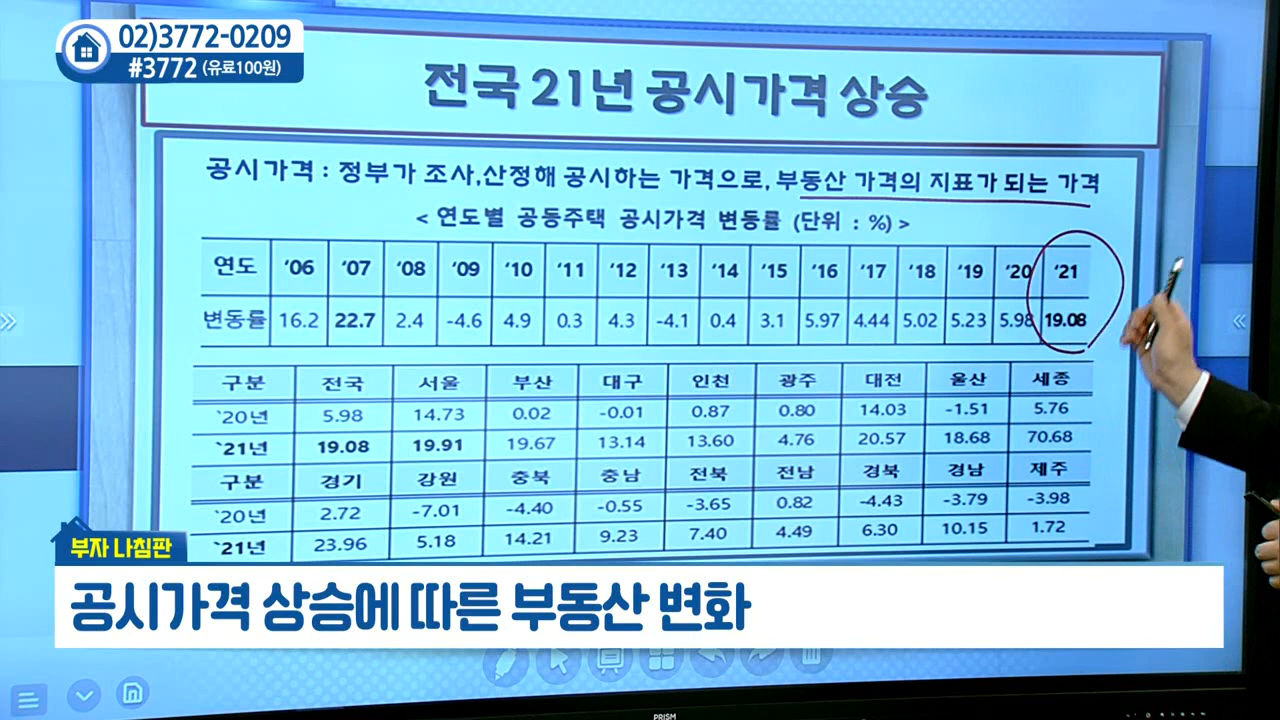 02)3772-0209
#3772 (유료100원)
전국 21년 공시가격 상승
공시가격 : 정부가 조사,산정해 공시하는 가격으로, 부동산 가격의 지표가 되는 가격
< 연도별 공동주택 공시가격 변동률 (단위 : %) >
연도 ‘06 ‘07 ‘08 ‘09 ‘10 ‘11 ‘12 ‘13 ‘14 ‘15 ‘16 ‘17 ‘18 ‘19 ‘20 ‘21
변동률 16.2 22.7 2.4 -4.6 4.9 0.3 4.3 -4.1 0.4 3.1 5.97 4.44 5.02 5.23 5.98 19.08
구분 전국 서울 부산 대구 인천 광주 대전 울산 세종
`20년 5.98 14.73 0.02 -0.01 0.87 0.80 14.03 -1.51 5.76
`21년 19.08 19.91 19.67 13.14 13.60 4.76 20.57 18.68 70.68
구분 경기 강원 충북 충남 전북 전남 경북 경남 제주
`20년 2.72 -7.01 -4.40 -0.55 -3.65 0.82 -4.43 -3.79 -3.98
`21년 23.96 5.18 14.21 9.23 7.40 4.49 6.30 10.15 1.72
부자 나침판
공시가격 상승에 따른 부동산 변화
PRISM